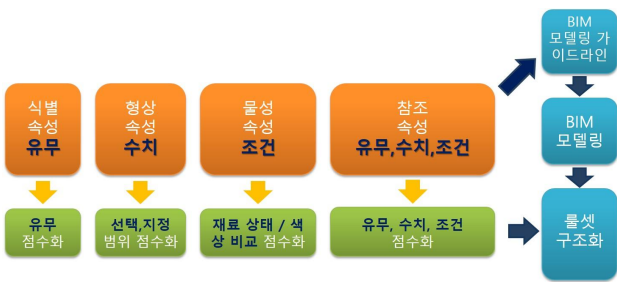 식별
속성
유무
형상
속성
수치
물성
속성
조건
참조
속성
유무,수치,조건
유무
점수화
선택,지정
범위 점수화
재료 상태 / 색
상 비교 점수화
유무, 수치, 조건
점수화
BIM
모델링 가
이드라인
BIM
모델링
룰셋
구조화